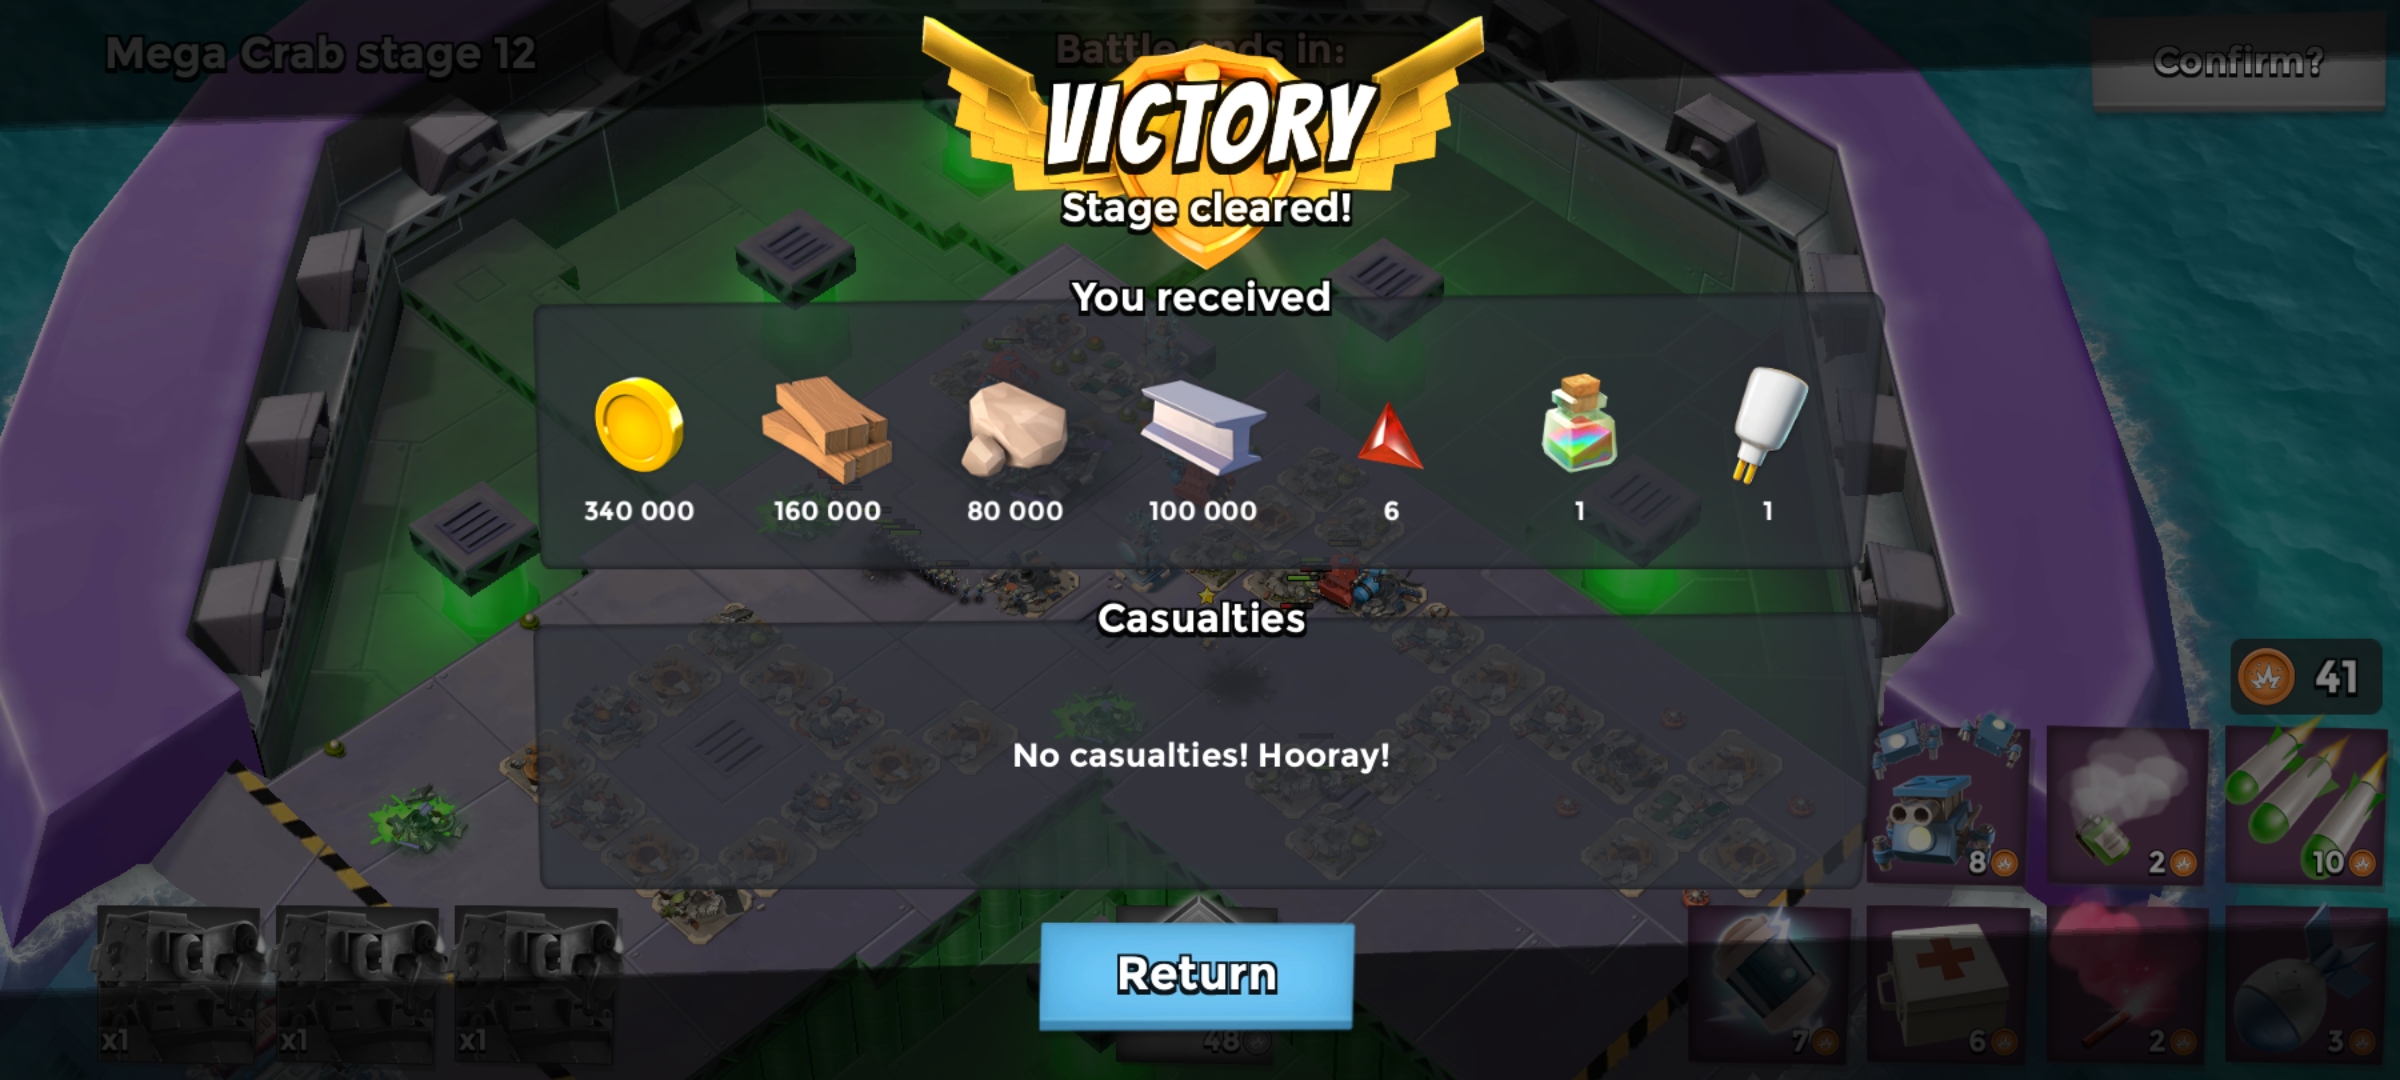 Mega Crab stage 12
Battle ends in:
Confirm?
VICTORY
Stage cleared!
You received
340 000
160 000
80 000
100 000
6
1
1
Casualties
No casualties! Hooray!
41
8
2
10
Return
x1
x1
x1
48
7
6
2
3